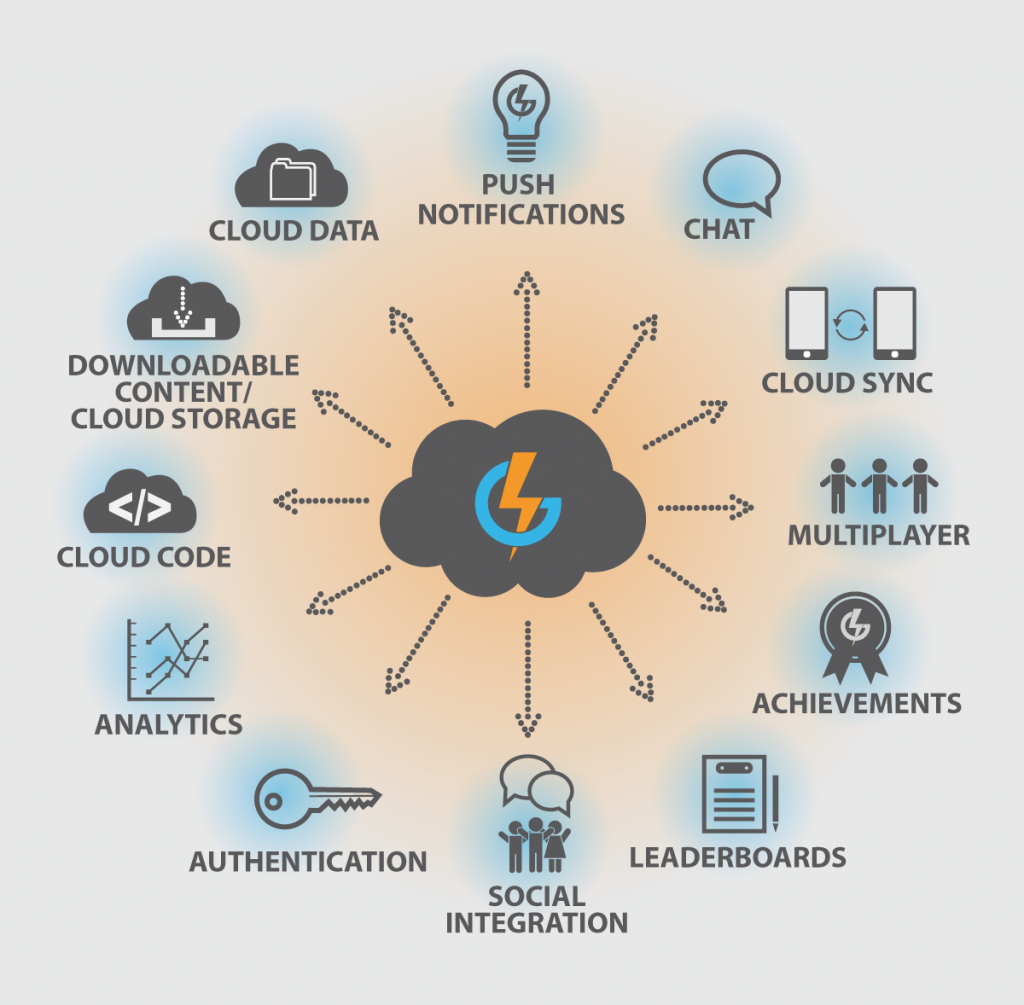 PUSH
NOTIFICATIONS
CHAT
CLOUD SYNC
MULTIPLAYER
ACHIEVEMENTS
LEADERBOARDS
SOCIAL
INTEGRATION
AUTHENTICATION
ANALYTICS
CLOUD CODE
</>
DOWNLOADABLE
CONTENT/
CLOUD STORAGE
CLOUD DATA